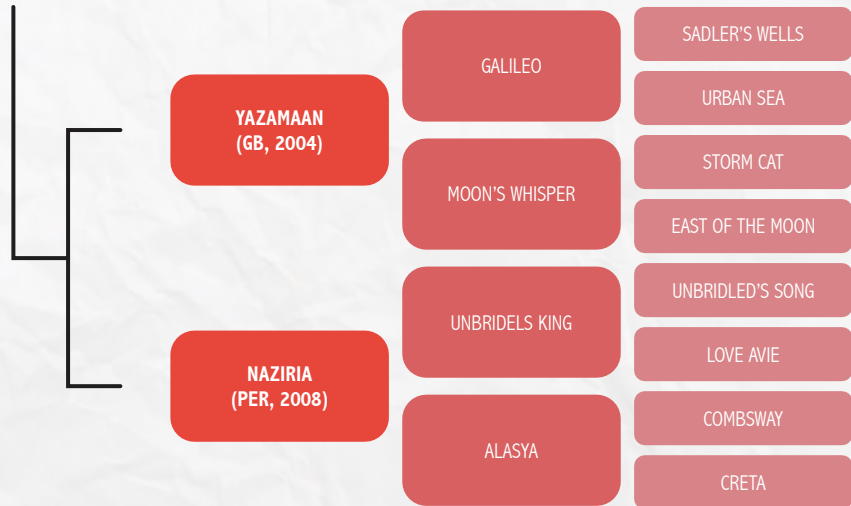 YAZAMAAN
(GB, 2004)
NAZIRIA
(PER, 2008)
GALILEO
MOON'S WHISPER
UNBRIDELS KING
ALASYA
SADLER'S WELLS
URBAN SEA
STORM CAT
EAST OF THE MOON
UNBRIDLED'S SONG
LOVE AVIE
COMBSWAY
CRETA